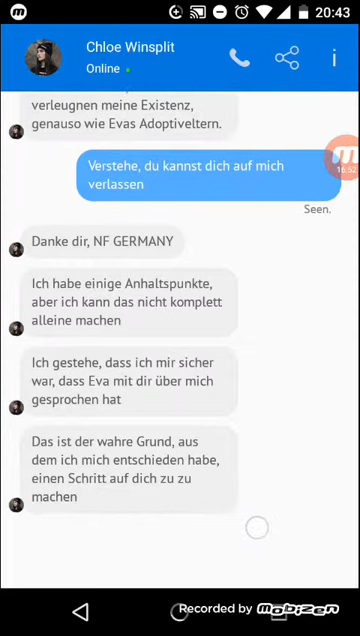 20:43
Chloe Winsplit
Online
verleugnen meine Existenz,
genauso wie Evas Adoptiveltern.
Verstehe, du kannst dich auf mich
verlassen
16:52
Seen.
Danke dir, NF GERMANY
Ich habe einige Anhaltspunkte,
aber ich kann das nicht komplett
alleine machen
Ich gestehe, dass ich mir sicher
war, dass Eva mit dir über mich
gesprochen hat
Das ist der wahre Grund, aus
dem ich mich entschieden habe,
einen Schritt auf dich zu zu
machen
Recorded by mobizen